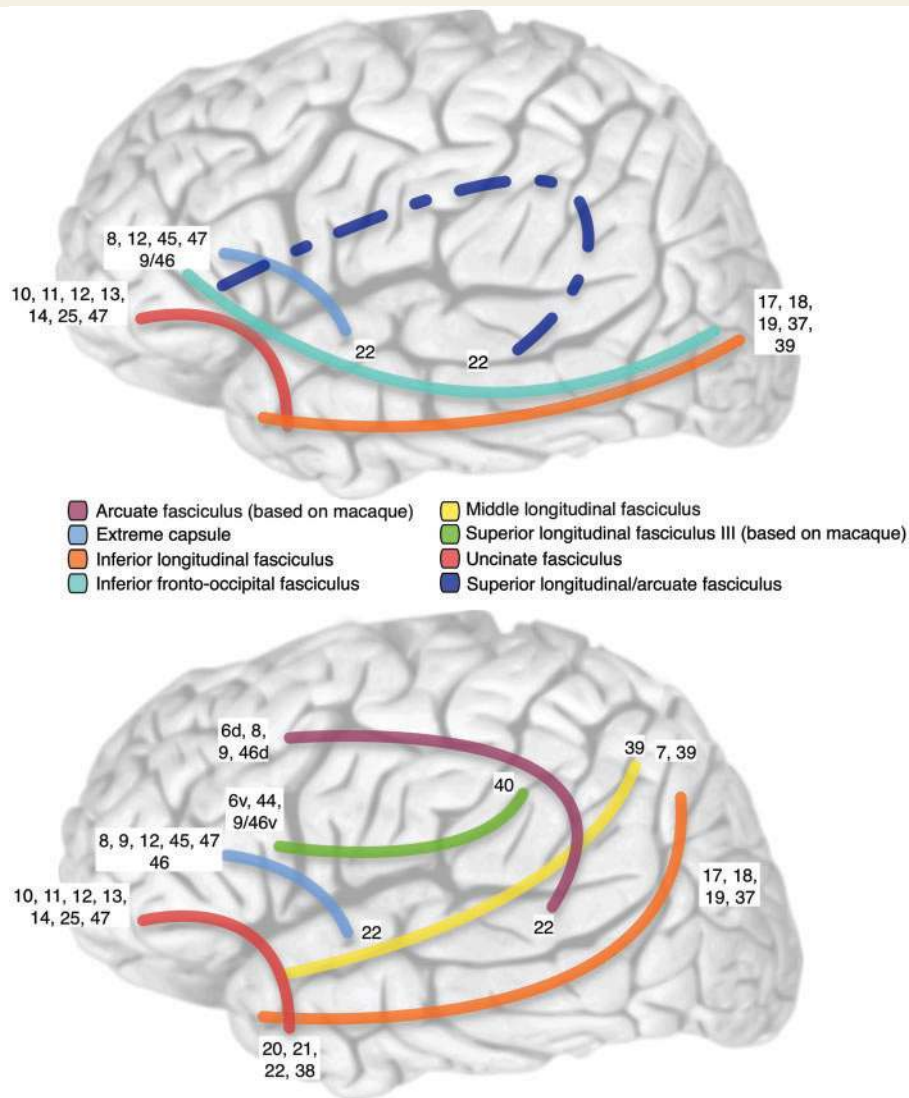 8, 12, 45, 47
9/46
10, 11, 12, 13,
14, 25, 47
22
22
17, 18,
19, 37,
39
Arcuate fasciculus (based on macaque)
Extreme capsule
Inferior longitudinal fasciculus
Inferior fronto-occipital fasciculus
Middle longitudinal fasciculus
Superior longitudinal fasciculus III (based on macaque)
Uncinate fasciculus
Superior longitudinal/arcuate fasciculus
6d, 8,
9, 46d
39
7, 39
40
6v, 44,
9/46v
8, 9, 12, 45, 47
46
10, 11, 12, 13,
14, 25, 47
22
22
17, 18,
19, 37
20, 21,
22, 38